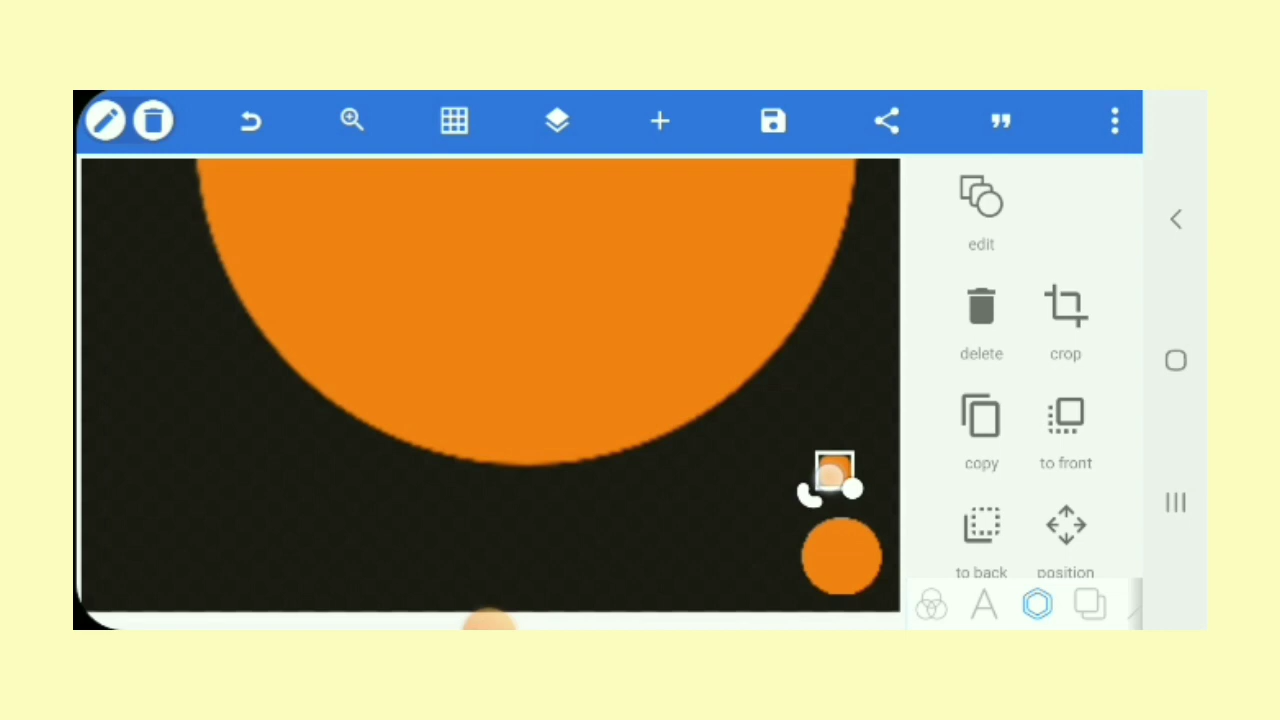 edit
delete
crop
copy
to front
to back
position